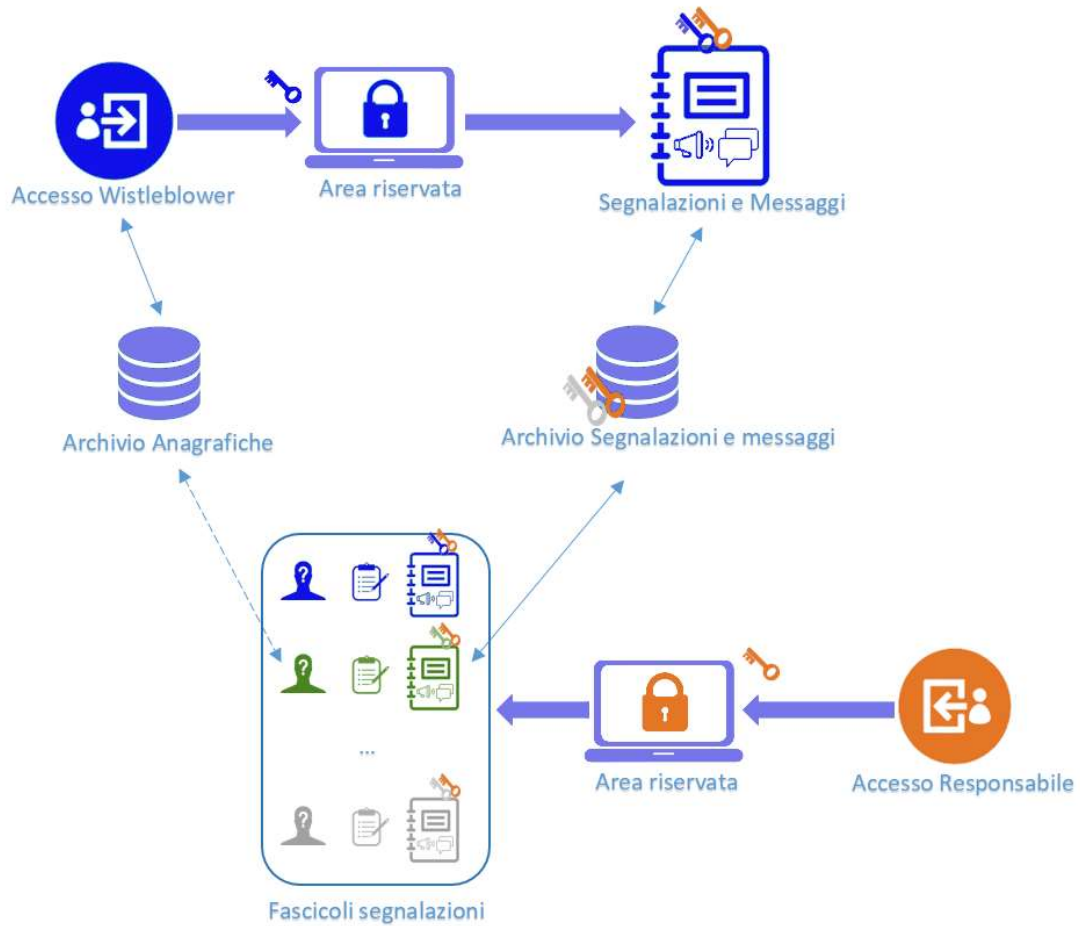 Accesso Wistleblower
Area riservata
Segnalazioni e Messaggi
Archivio Anagrafiche
Archivio Segnalazioni e messaggi
?
?
...
?
Area riservata
Accesso Responsabile
Fascicoli segnalazioni